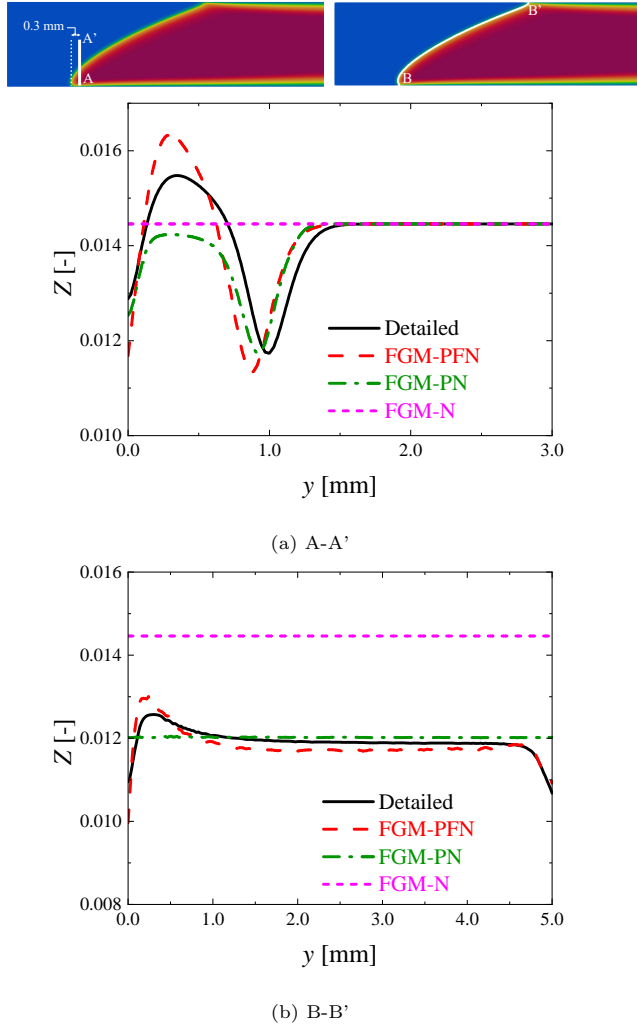 0.3 mm
A'
A
B'
B
0.016
0.014
0.012
0.010
Z [-]
Detailed
FGM-PFN
FGM-PN
FGM-N
0.0 1.0 2.0 3.0
y [mm]
(a) A-A'
0.016
0.014
0.012
0.010
0.008
Z [-]
Detailed
FGM-PFN
FGM-PN
FGM-N
0.0 1.0 2.0 3.0 4.0 5.0
y [mm]
(b) B-B'